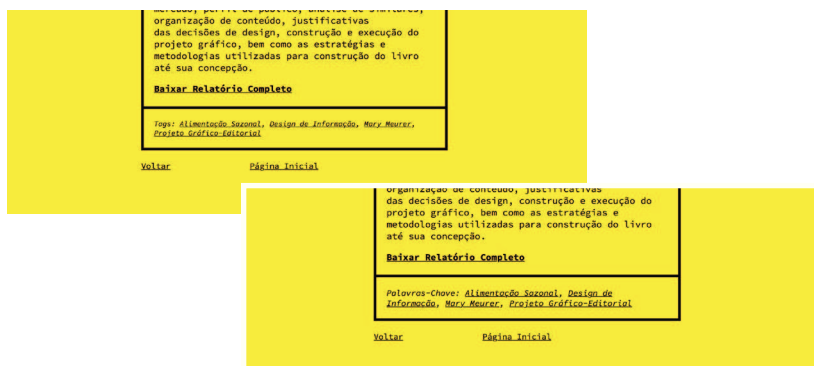 mercado, perfil de público, análise de similares,
organização de conteúdo, justificativas
das decisões de design, construção e execução do
projeto gráfico, bem como as estratégias e
metodologias utilizadas para construção do livro
até sua concepção.
Baixar Relatório Completo
Tags: Alimentação Sazonal, Design de Informação, Mary Meurer,
Projeto Gráfico-Editorial
Voltar Página Inicial
organização de conteúdo, justificativas
das decisões de design, construção e execução do
projeto gráfico, bem como as estratégias e
metodologias utilizadas para construção do livro
até sua concepção.
Baixar Relatório Completo
Palavras-Chave: Alimentação Sazonal, Design de
Informação, Mary Meurer, Projeto Gráfico-Editorial
Voltar Página Inicial